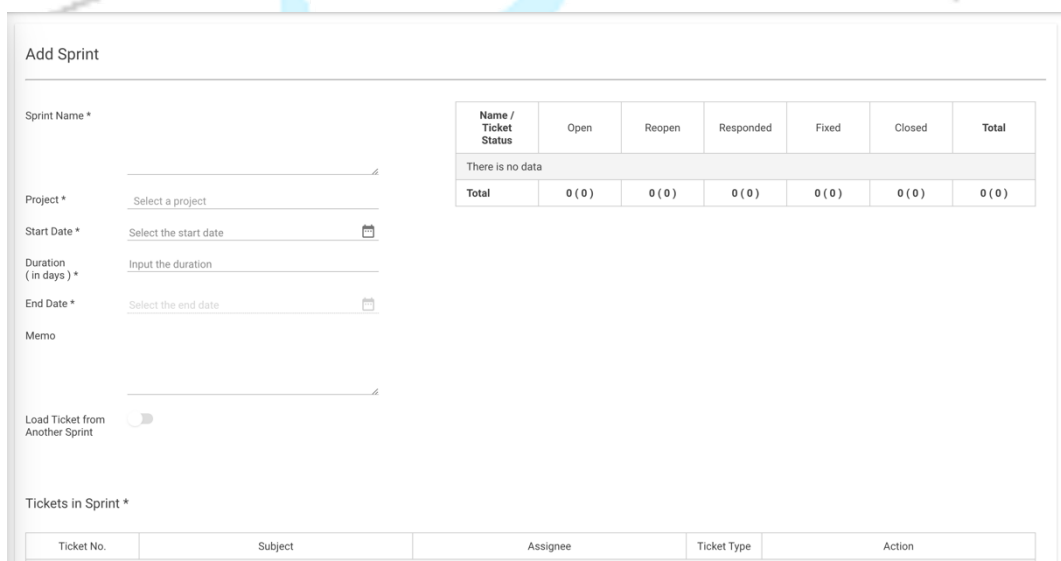 Add Sprint
Sprint Name *
Project *
Select a project
Start Date *
Select the start date
Duration
( in days ) *
Input the duration
End Date *
Select the end date
Memo
Load Ticket from
Another Sprint
Name /
Ticket
Status
Open
Reopen
Responded
Fixed
Closed
Total
There is no data
Total
0 ( 0 )
0 ( 0 )
0 ( 0 )
0 ( 0 )
0 ( 0 )
0 ( 0 )
Tickets in Sprint *
Ticket No.
Subject
Assignee
Ticket Type
Action